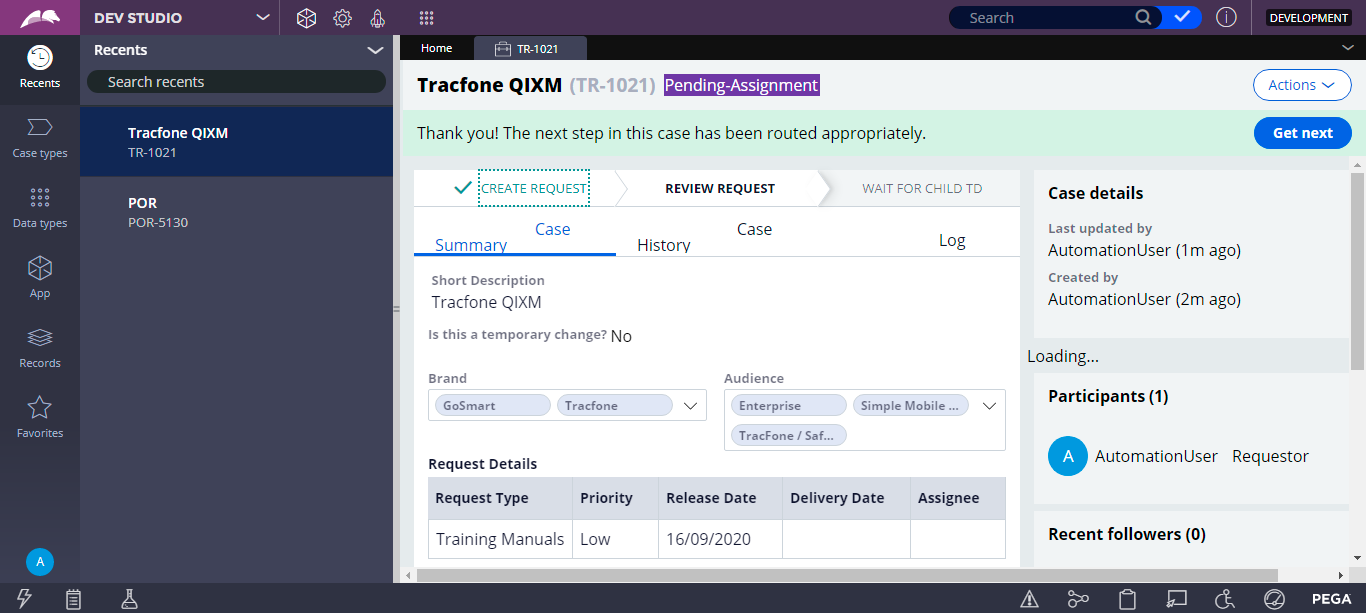 DEV STUDIO
Search
DEVELOPMENT
Recents
Search recents
Tracfone QIXM
TR-1021
POR
POR-5130
Recents
Case types
Data types
App
Records
Favorites
A
Home
TR-1021
Tracfone QIXM (TR-1021) Pending-Assignment
Actions
Thank you! The next step in this case has been routed appropriately.
Get next
CREATE REQUEST
REVIEW REQUEST
WAIT FOR CHILD TD
Summary
Case
History
Case
Log
Short Description
Tracfone QIXM
Is this a temporary change? No
Brand
GoSmart Tracfone
Audience
Enterprise Simple Mobile ...
TracFone / Saf...
Request Details
Request Type Priority Release Date Delivery Date Assignee
Training Manuals Low 16/09/2020
Case details
Last updated by
AutomationUser (1m ago)
Created by
AutomationUser (2m ago)
Loading...
Participants (1)
A AutomationUser Requestor
Recent followers (0)
PEGA